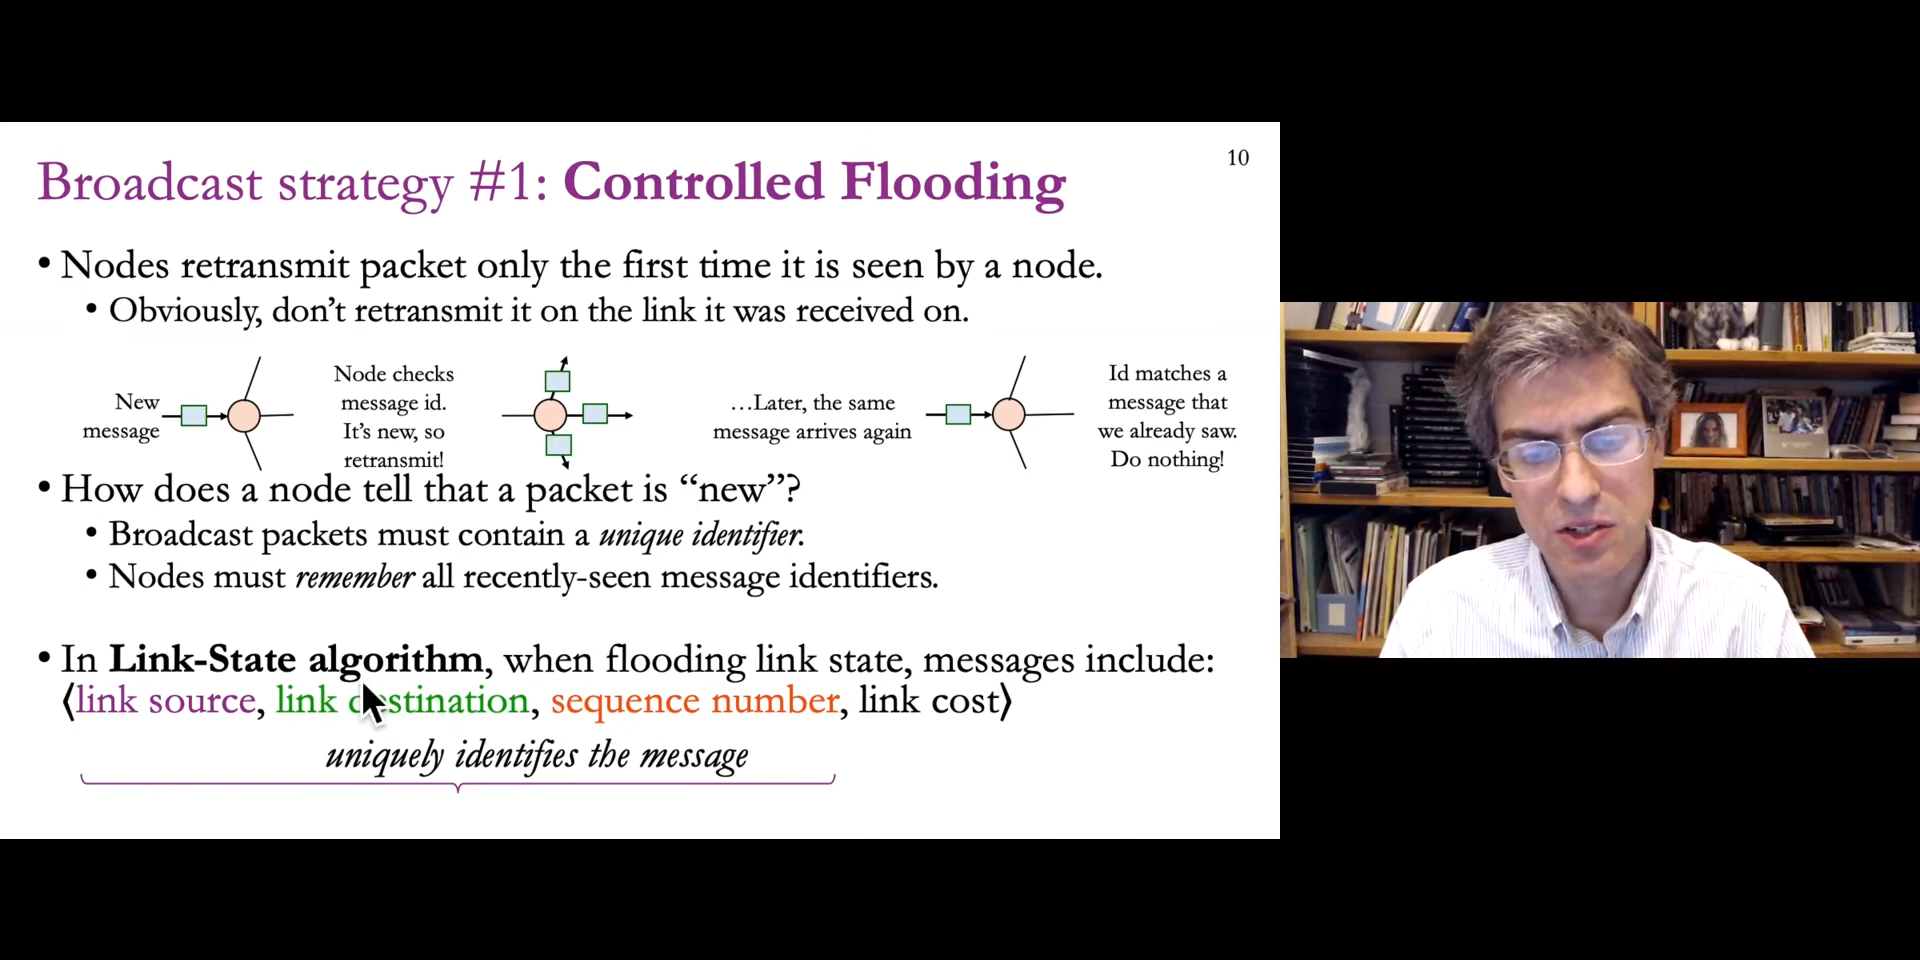 10
Broadcast strategy #1: Controlled Flooding
• Nodes retransmit packet only the first time it is seen by a node.
• Obviously, don't retransmit it on the link it was received on.
New
message
Node checks
message id.
It's new, so
retransmit!
…Later, the same
message arrives again
Id matches a
message that
we already saw.
Do nothing!
• How does a node tell that a packet is “new”?
• Broadcast packets must contain a unique identifier.
• Nodes must remember all recently-seen message identifiers.
• In Link-State algorithm, when flooding link state, messages include:
⟨link source, link destination, sequence number, link cost⟩
uniquely identifies the message